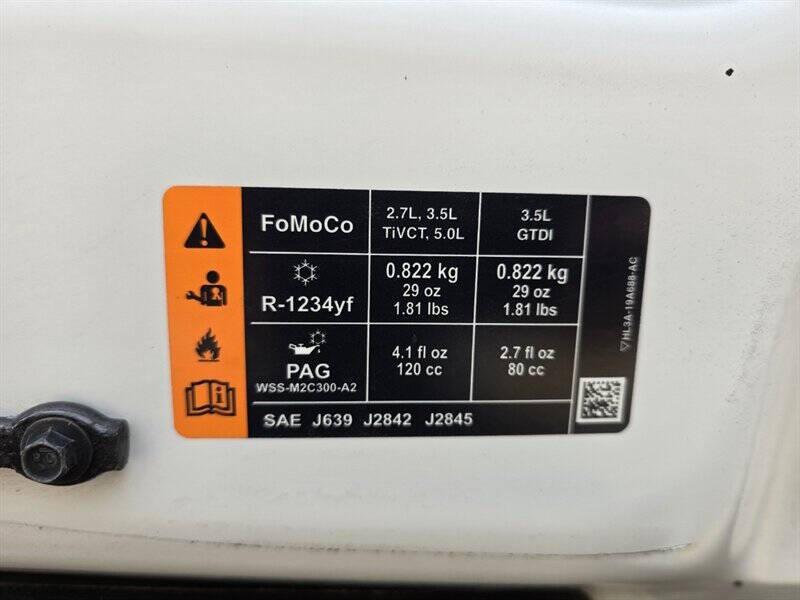 FoMoCo
2.7L, 3.5L
TiVCT, 5.0L
3.5L
GTDI
R-1234yf
0.822 kg
29 oz
1.81 lbs
0.822 kg
29 oz
1.81 lbs
PAG
WSS-M2C300-A2
4.1 fl oz
120 cc
2.7 fl oz
80 cc
SAE J639 J2842 J2845
HL3A-19A688-AC